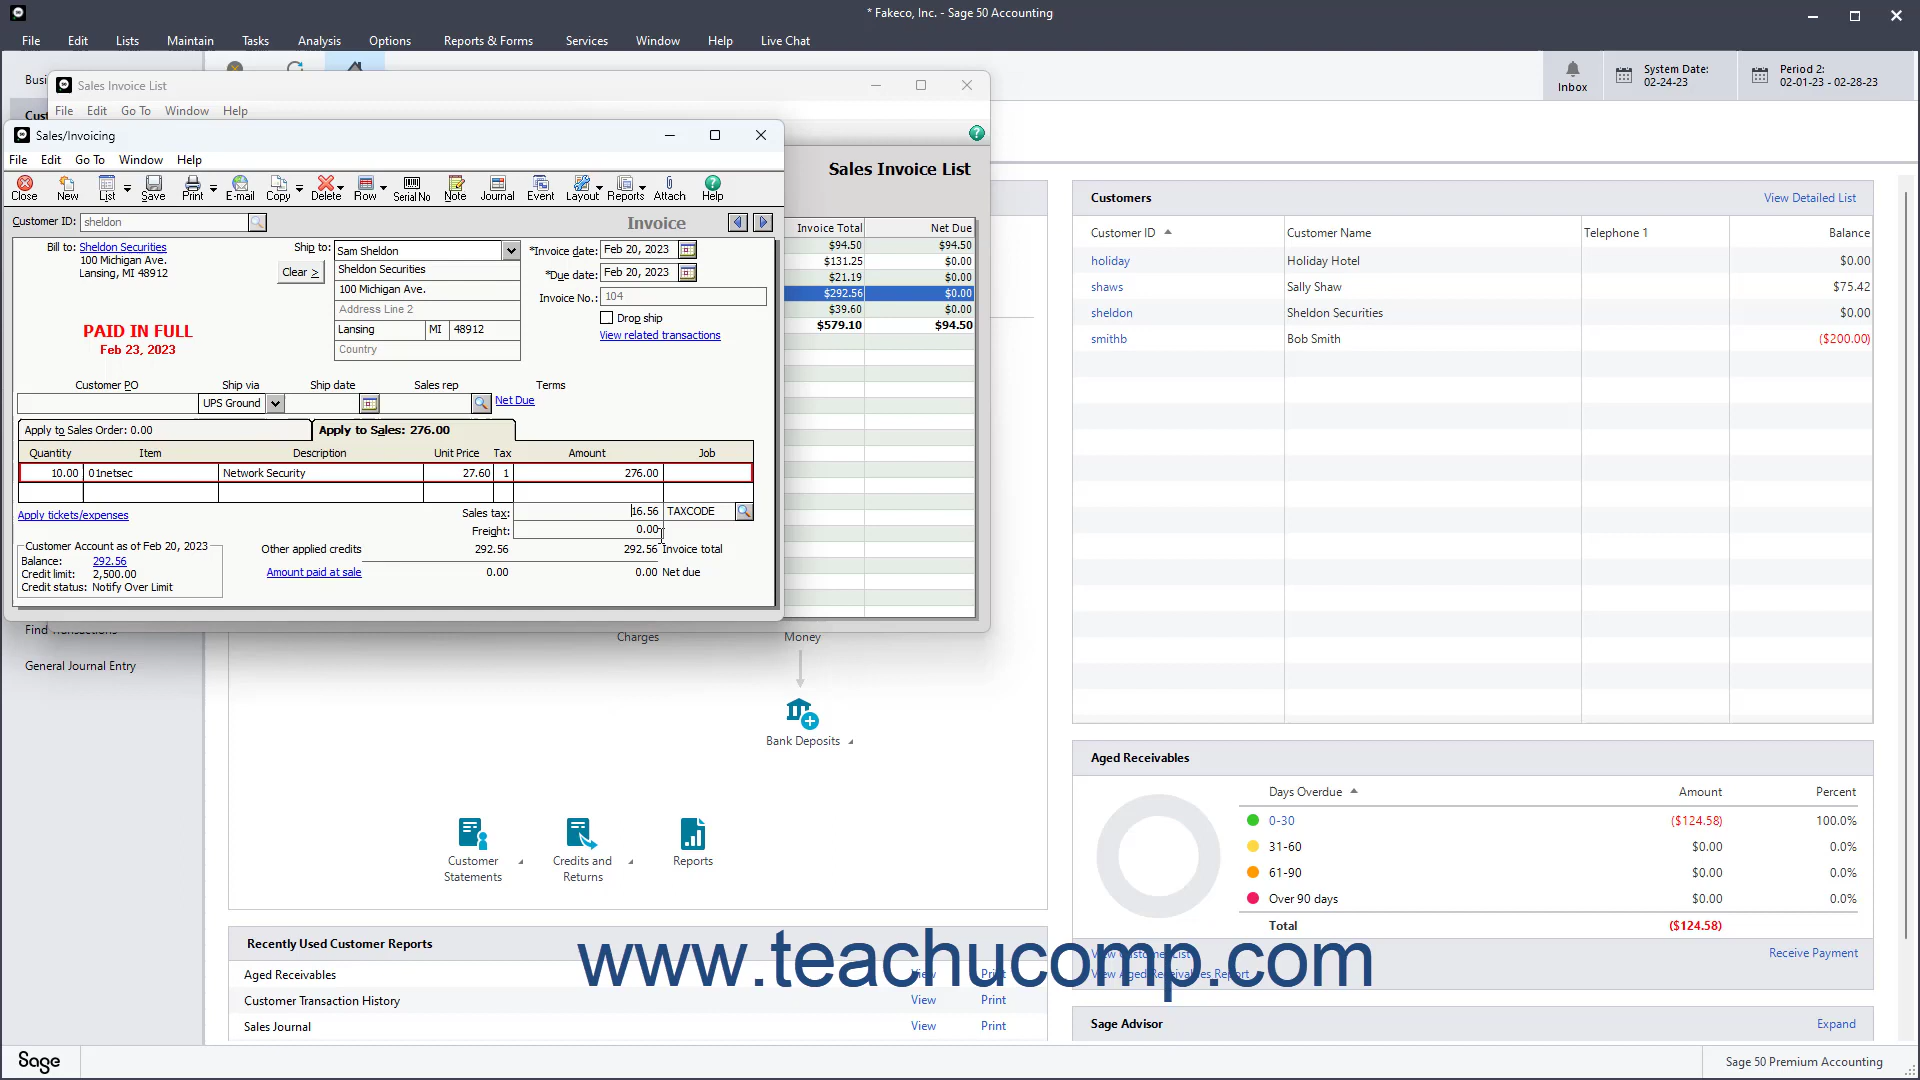 * Fakeco, Inc. - Sage 50 Accounting
File Edit Lists Maintain Tasks Analysis Options Reports & Forms Services Window Help Live Chat
Inbox
System Date:
02-24-23
Period 2:
02-01-23 - 02-28-23
Sales Invoice List
File Edit Go To Window Help
Sales Invoice List
Invoice Total Net Due
$94.50 $94.50
$131.25 $0.00
$21.19 $0.00
$292.56 $0.00
$39.60 $0.00
$579.10 $94.50
Sales/Invoicing
File Edit Go To Window Help
Close New List Save Print E-mail Copy Delete Row Serial No Note Journal Event Layout Reports Attach Help
Customer ID: sheldon
Invoice
Bill to: Sheldon Securities
100 Michigan Ave.
Lansing, MI 48912
PAID IN FULL
Feb 23, 2023
Ship to: Sam Sheldon
Clear >
Sheldon Securities
100 Michigan Ave.
Address Line 2
Lansing MI 48912
Country
*Invoice date: Feb 20, 2023
*Due date: Feb 20, 2023
Invoice No.: 104
Drop ship
View related transactions
Customer PO Ship via Ship date Sales rep Terms
UPS Ground Net Due
Apply to Sales Order: 0.00 Apply to Sales: 276.00
Quantity Item Description Unit Price Tax Amount Job
10.00 01netsec Network Security 27.60 1 276.00
Apply tickets/expenses
Sales tax: 16.56 TAXCODE
Freight: 0.00
Other applied credits 292.56 292.56 Invoice total
Amount paid at sale 0.00 0.00 Net due
Customer Account as of Feb 20, 2023
Balance: 292.56
Credit limit: 2,500.00
Credit status: Notify Over Limit
General Journal Entry
Charges
Money
Bank Deposits
Customer Statements
Credits and Returns
Reports
Customers View Detailed List
Customer ID Customer Name Telephone 1 Balance
holiday Holiday Hotel $0.00
shaws Sally Shaw $75.42
sheldon Sheldon Securities $0.00
smithb Bob Smith ($200.00)
Aged Receivables
Days Overdue Amount Percent
0-30 ($124.58) 100.0%
31-60 $0.00 0.0%
61-90 $0.00 0.0%
Over 90 days $0.00 0.0%
Total ($124.58)
View Customer List
View Aged Receivables Report
Receive Payment
Recently Used Customer Reports
Aged Receivables View Print
Customer Transaction History View Print
Sales Journal View Print
Sage Advisor Expand
www.teachucomp.com
Sage
Sage 50 Premium Accounting